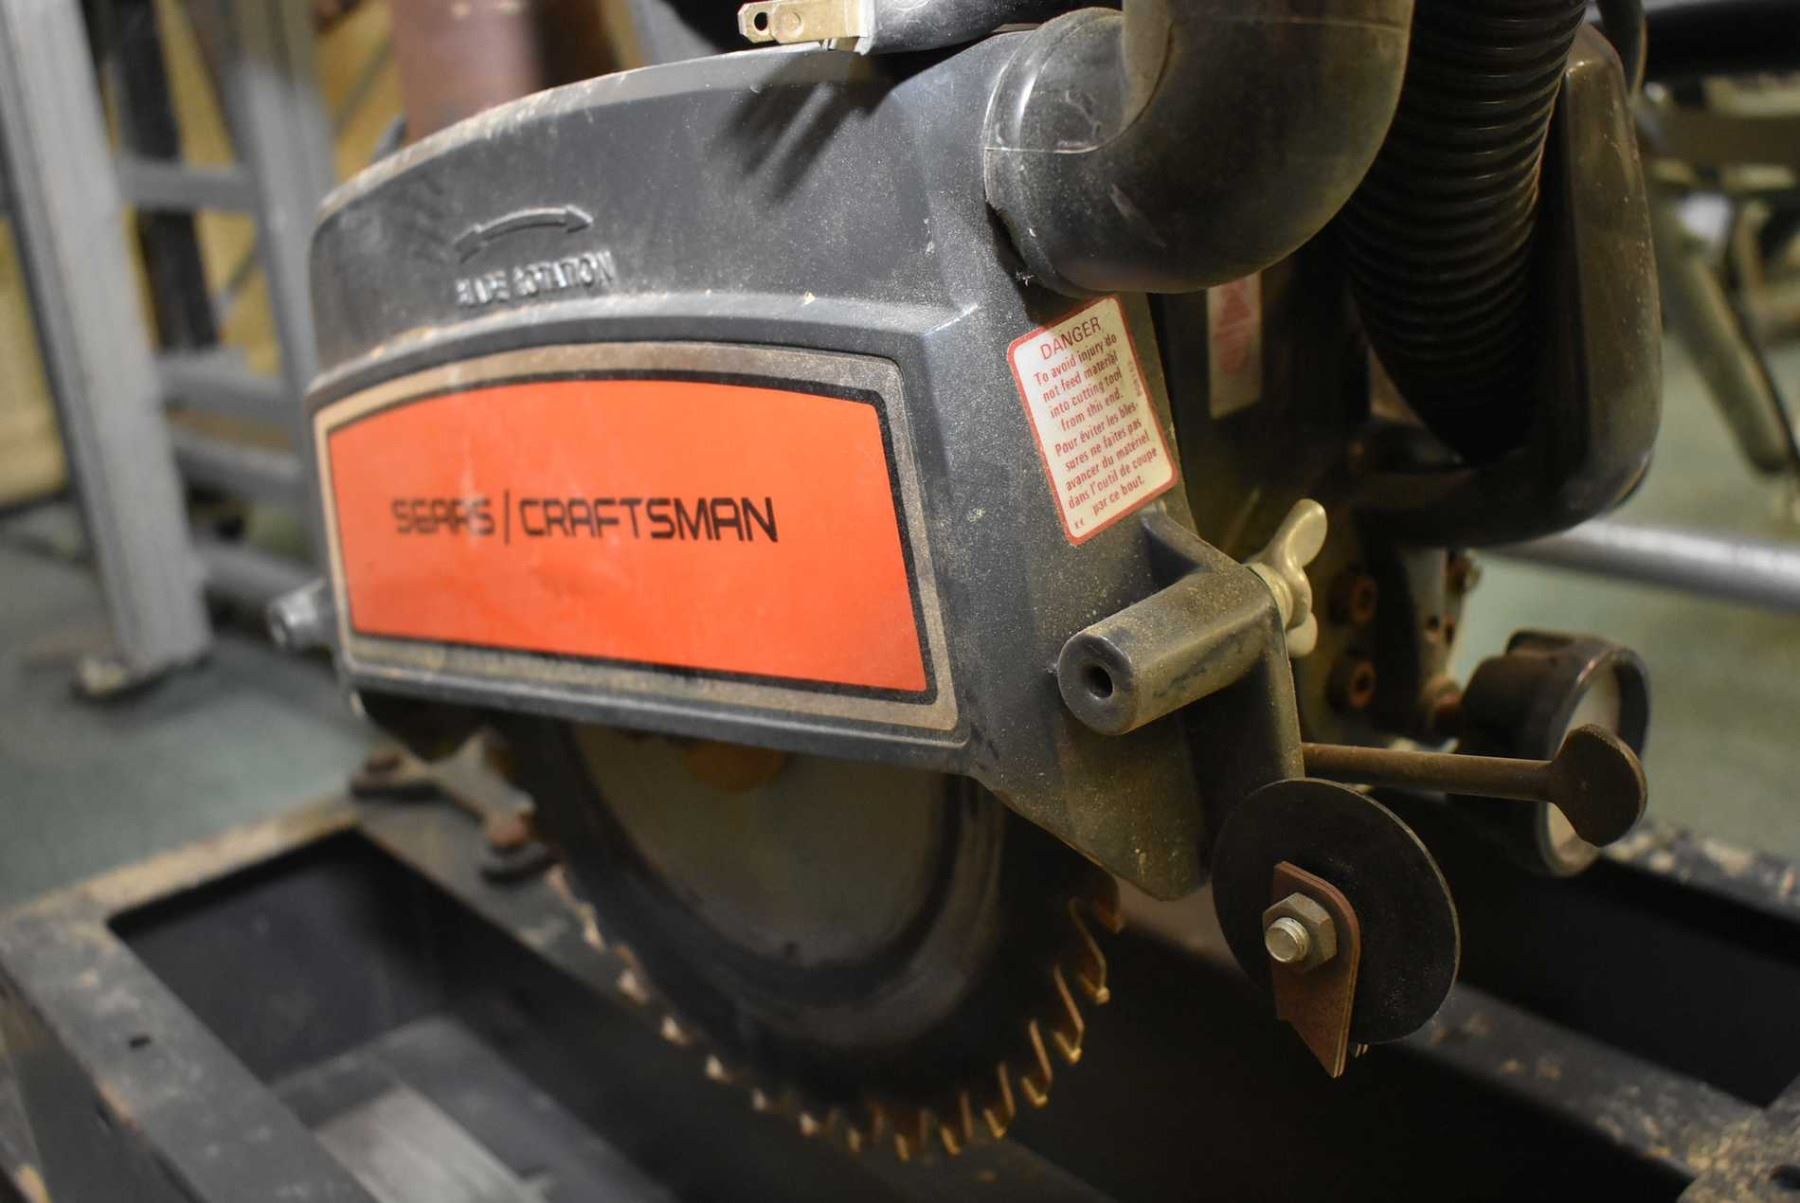 BLADE ROTATION
SEARS/CRAFTSMAN
DANGER
To avoid injury do
not feed material
into cutting tool
from this end.
Pour éviter les bles-
sures ne faites pas
avancer du matériel
dans l'outil de coupe
par ce bout.